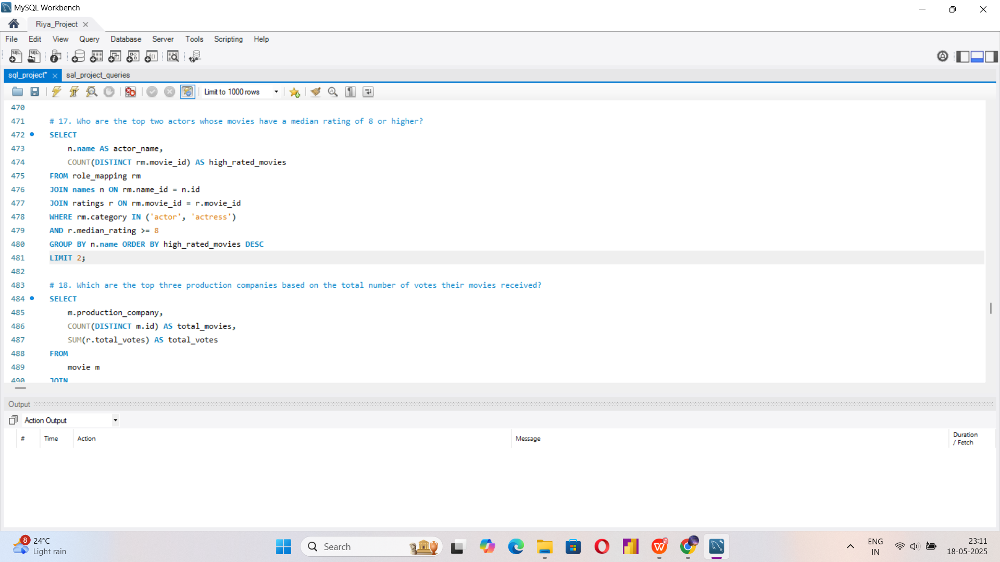 MySQL Workbench
Riya_Project
File Edit View Query Database Server Tools Scripting Help
sql_project* sal_project_queries
Limit to 1000 rows
470
471 # 17. Who are the top two actors whose movies have a median rating of 8 or higher?
472 SELECT
473 n.name AS actor_name,
474 COUNT(DISTINCT rm.movie_id) AS high_rated_movies
475 FROM role_mapping rm
476 JOIN names n ON rm.name_id = n.id
477 JOIN ratings r ON rm.movie_id = r.movie_id
478 WHERE rm.category IN ('actor', 'actress')
479 AND r.median_rating >= 8
480 GROUP BY n.name ORDER BY high_rated_movies DESC
481 LIMIT 2;
482
483 # 18. Which are the top three production companies based on the total number of votes their movies received?
484 SELECT
485 m.production_company,
486 COUNT(DISTINCT m.id) AS total_movies,
487 SUM(r.total_votes) AS total_votes
488 FROM
489 movie m
490 JOIN
Output
Action Output
# Time Action Message Duration / Fetch
8 24°C
Light rain
Search
ENG
IN
23:11
18-05-2025